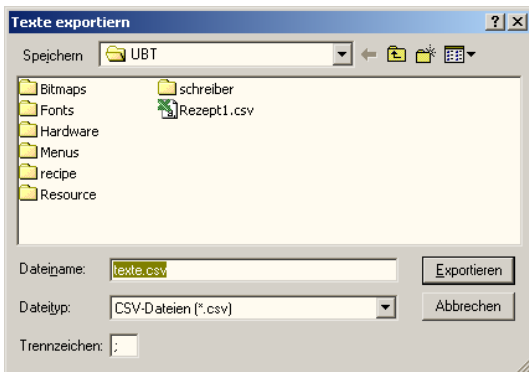 Texte exportieren
Speichern UBT
Bitmaps
Fonts
Hardware
Menus
recipe
Resource
schreiber
Rezept1.csv
Dateiname: texte.csv
Exportieren
Dateityp: CSV-Dateien (*.csv)
Abbrechen
Trennzeichen: ;